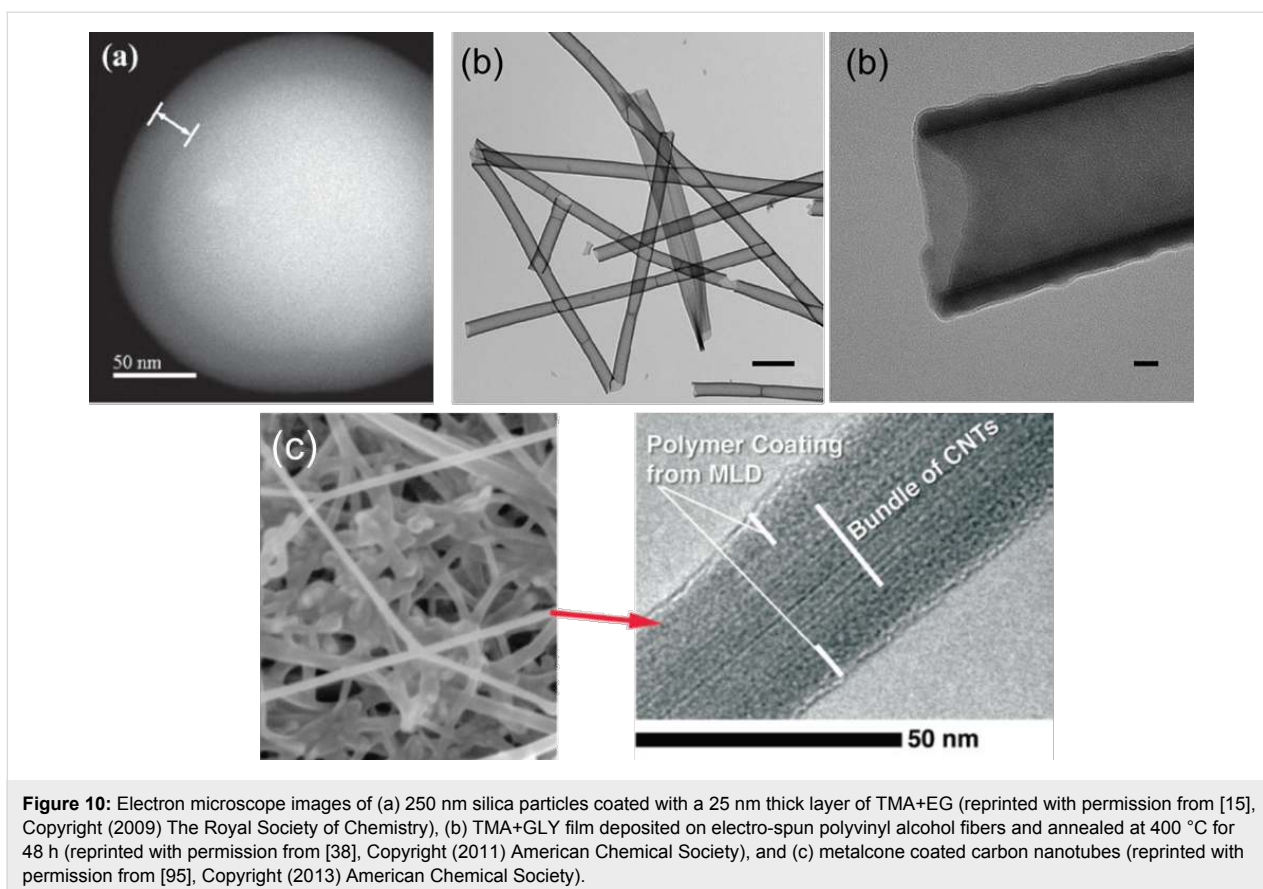 (a)
50 nm
(b)
(b)
(c)
Polymer Coating
from MLD
Bundle of CNTs
50 nm
Figure 10: Electron microscope images of (a) 250 nm silica particles coated with a 25 nm thick layer of TMA+EG (reprinted with permission from [15],
Copyright (2009) The Royal Society of Chemistry), (b) TMA+GLY film deposited on electro-spun polyvinyl alcohol fibers and annealed at 400 °C for
48 h (reprinted with permission from [38], Copyright (2011) American Chemical Society), and (c) metalcone coated carbon nanotubes (reprinted with
permission from [95], Copyright (2013) American Chemical Society).